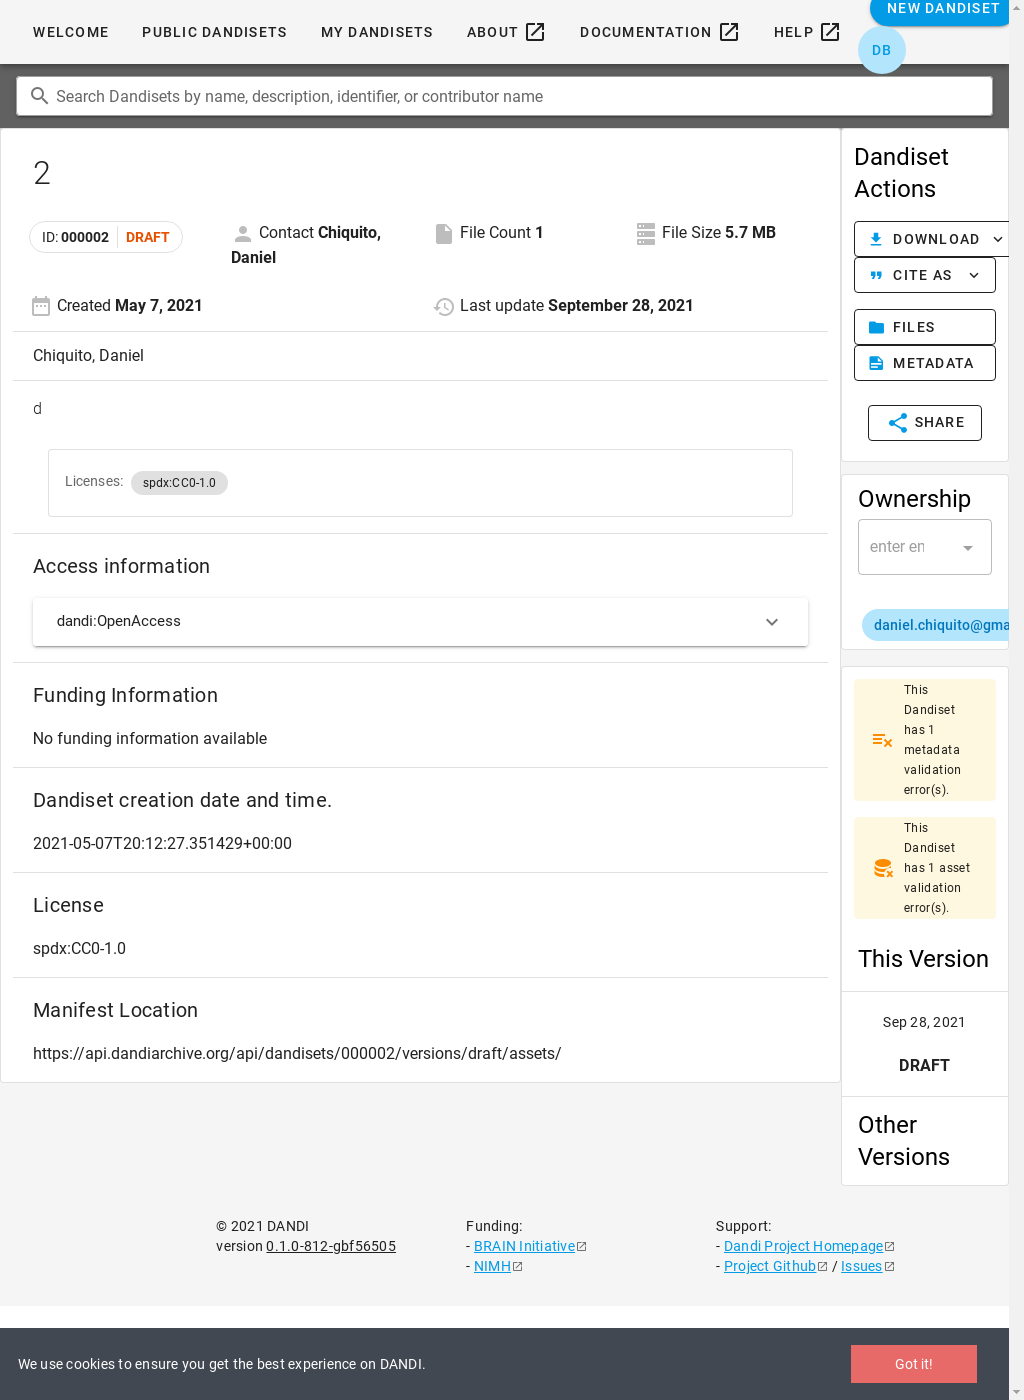 WELCOME
PUBLIC DANDISETS
MY DANDISETS
ABOUT
DOCUMENTATION
HELP
NEW DANDISET
DB
Search Dandisets by name, description, identifier, or contributor name
2
ID: 000002 DRAFT
Contact Chiquito,
Daniel
File Count 1
File Size 5.7 MB
Created May 7, 2021
Last update September 28, 2021
Chiquito, Daniel
d
Licenses: spdx:CC0-1.0
Access information
dandi:OpenAccess
Funding Information
No funding information available
Dandiset creation date and time.
2021-05-07T20:12:27.351429+00:00
License
spdx:CC0-1.0
Manifest Location
https://api.dandiarchive.org/api/dandisets/000002/versions/draft/assets/
Dandiset
Actions
DOWNLOAD
CITE AS
FILES
METADATA
SHARE
Ownership
enter en
daniel.chiquito@gma
This
Dandiset
has 1
metadata
validation
error(s).
This
Dandiset
has 1 asset
validation
error(s).
This Version
Sep 28, 2021
DRAFT
Other
Versions
© 2021 DANDI
version 0.1.0-812-gbf56505
Funding:
- BRAIN Initiative
- NIMH
Support:
- Dandi Project Homepage
- Project Github / Issues
We use cookies to ensure you get the best experience on DANDI.
Got it!